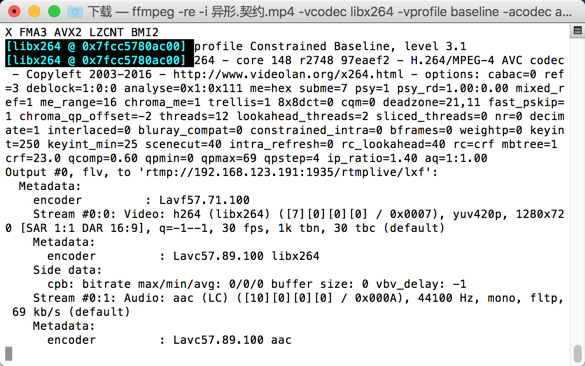 下载 — ffmpeg -re -i 异形.契约.mp4 -vcodec libx264 -vprofile baseline -acodec a...
X FMA3 AVX2 LZCNT BMI2
[libx264 @ 0x7fcc5780ac00] profile Constrained Baseline, level 3.1
[libx264 @ 0x7fcc5780ac00] 264 - core 148 r2748 97eaef2 - H.264/MPEG-4 AVC codec
- Copyleft 2003-2016 - http://www.videolan.org/x264.html - options: cabac=0 ref
=3 deblock=1:0:0 analyse=0x1:0x111 me=hex subme=7 psy=1 psy_rd=1.00:0.00 mixed_r
ef=1 me_range=16 chroma_me=1 trellis=1 8x8dct=0 cqm=0 deadzone=21,11 fast_pskip=
1 chroma_qp_offset=-2 threads=12 lookahead_threads=2 sliced_threads=0 nr=0 decim
ate=1 interlaced=0 bluray_compat=0 constrained_intra=0 bframes=0 weightp=0 keyin
t=250 keyint_min=25 scenecut=40 intra_refresh=0 rc_lookahead=40 rc=crf mbtree=1
crf=23.0 qcomp=0.60 qpmin=0 qpmax=69 qpstep=4 ip_ratio=1.40 aq=1:1.00
Output #0, flv, to 'rtmp://192.168.123.191:1935/rtmplive/lxf':
Metadata:
encoder : Lavf57.71.100
Stream #0:0: Video: h264 (libx264) ([7][0][0][0] / 0x0007), yuv420p, 1280x72
0 [SAR 1:1 DAR 16:9], q=-1--1, 30 fps, 1k tbn, 30 tbc (default)
Metadata:
encoder : Lavc57.89.100 libx264
Side data:
cpb: bitrate max/min/avg: 0/0/0 buffer size: 0 vbv_delay: -1
Stream #0:1: Audio: aac (LC) ([10][0][0][0] / 0x000A), 44100 Hz, mono, fltp,
69 kb/s (default)
Metadata:
encoder : Lavc57.89.100 aac